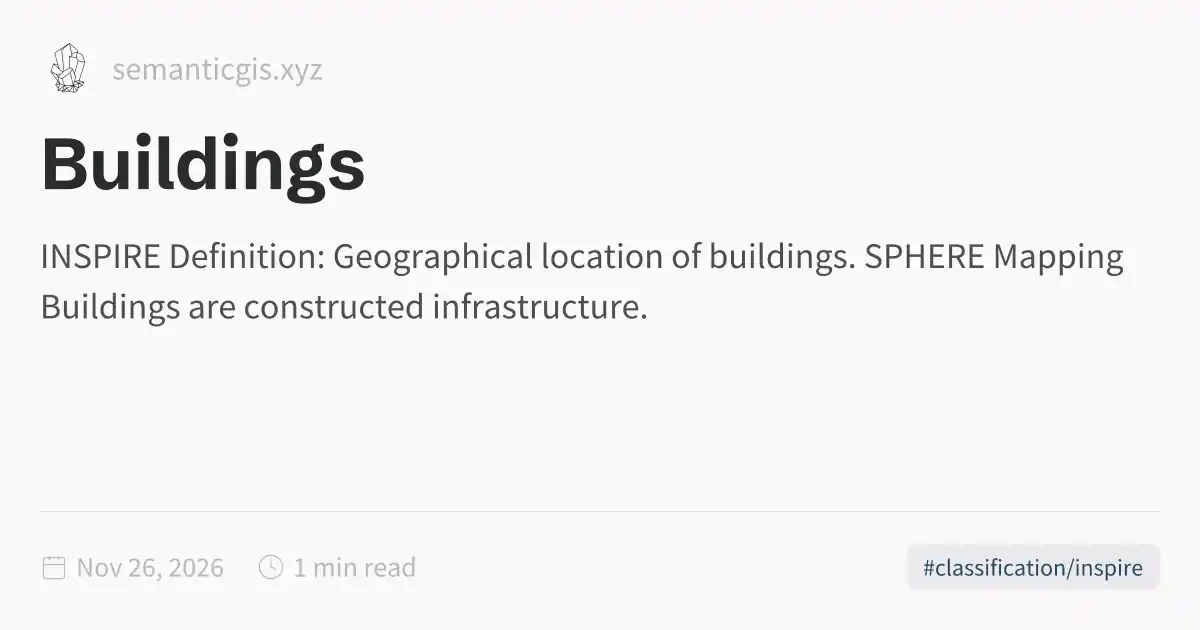 semanticgis.xyz
Buildings
INSPIRE Definition: Geographical location of buildings. SPHERE Mapping
Buildings are constructed infrastructure.
Nov 26, 2026 1 min read #classification/inspire